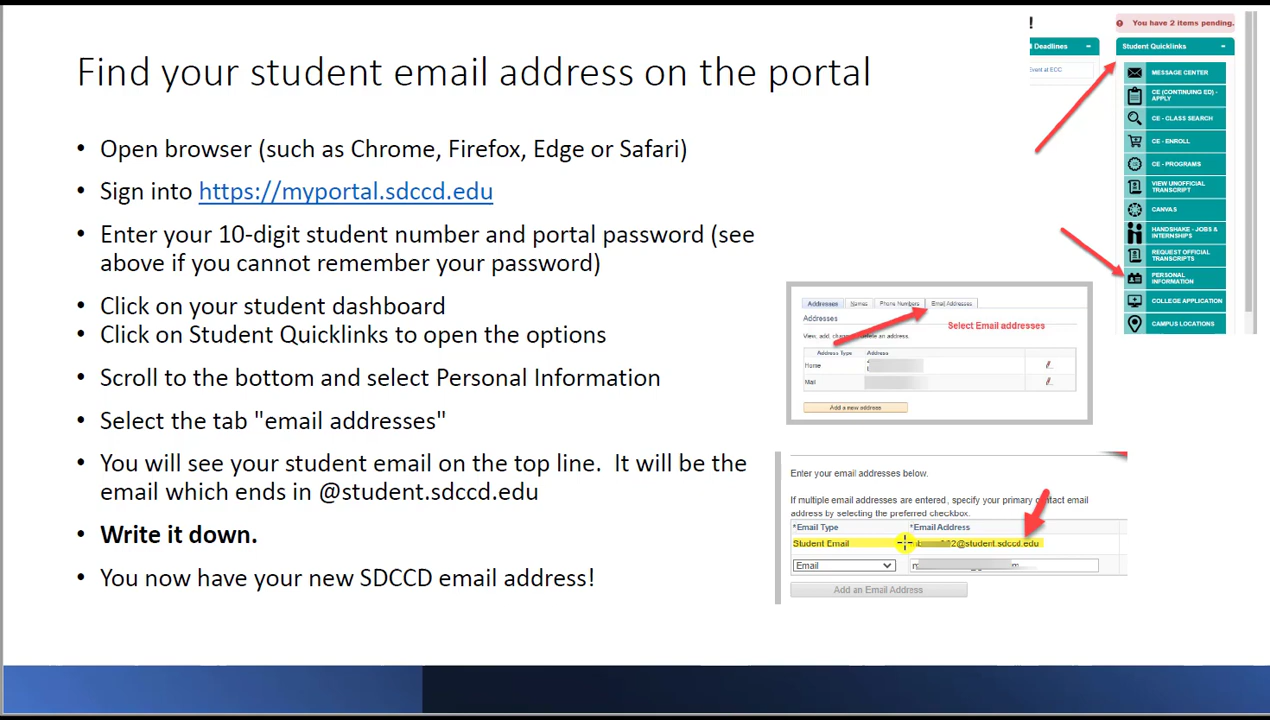 Find your student email address on the portal
• Open browser (such as Chrome, Firefox, Edge or Safari)
• Sign into https://myportal.sdccd.edu
• Enter your 10-digit student number and portal password (see
above if you cannot remember your password)
• Click on your student dashboard
• Click on Student Quicklinks to open the options
• Scroll to the bottom and select Personal Information
• Select the tab "email addresses"
• You will see your student email on the top line.  It will be the
email which ends in @student.sdccd.edu
• Write it down.
• You now have your new SDCCD email address!
!
You have 2 items pending.
Deadlines
Event at ECC
Student Quicklinks
MESSAGE CENTER
CE (CONTINUING ED) -
APPLY
CE - CLASS SEARCH
CE - ENROLL
CE - PROGRAMS
VIEW UNOFFICIAL
TRANSCRIPT
CANVAS
HANDSHAKE - JOBS &
INTERNSHIPS
REQUEST OFFICIAL
TRANSCRIPTS
PERSONAL
INFORMATION
COLLEGE APPLICATION
CAMPUS LOCATIONS
Addresses Names Phone Numbers Email Addresses
Addresses
Select Email addresses
View, add, an address.
Address Type Address
Home
Mail
Add a new address
Enter your email addresses below.
If multiple email addresses are entered, specify your primary contact email
address by selecting the preferred checkbox.
*Email Type *Email Address
Student Email @student.sdccd.edu
Email
Add an Email Address